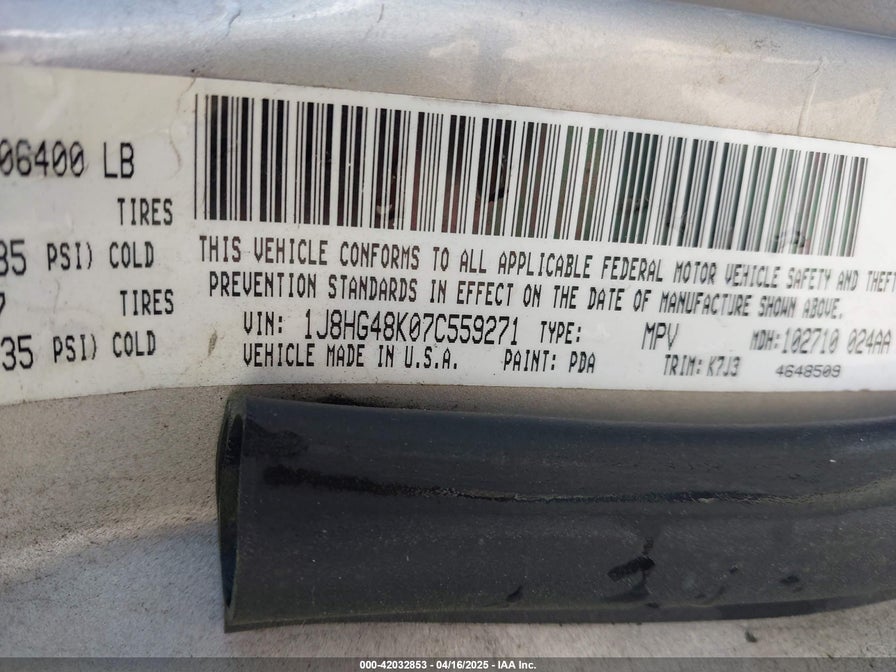 06400 LB
TIRES
35 PSI) COLD
7 TIRES
35 PSI) COLD
THIS VEHICLE CONFORMS TO ALL APPLICABLE FEDERAL MOTOR VEHICLE SAFETY AND THEFT
PREVENTION STANDARDS IN EFFECT ON THE DATE OF MANUFACTURE SHOWN ABOVE.
VIN: 1J8HG48K07C559271 TYPE: MPV MDH:102710 024AA
VEHICLE MADE IN U.S.A. PAINT: PDA TRIM: K7J3 4648509
000-42032853 - 04/16/2025 - IAA Inc.